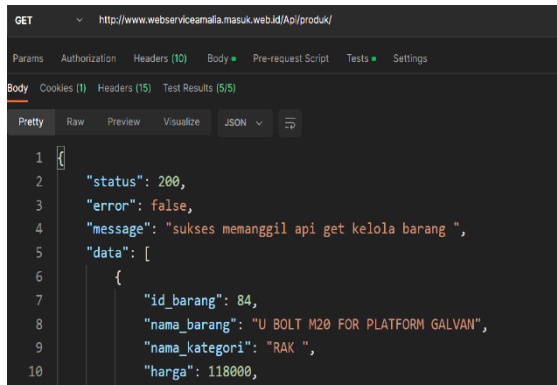 GET http://www.webserviceamalia.masuk.web.id/Api/produk/
Params Authorization Headers (10) Body Pre-request Script Tests Settings
Body Cookies (1) Headers (15) Test Results (5/5)
Pretty Raw Preview Visualize JSON
1 {
2 "status": 200,
3 "error": false,
4 "message": "sukses memanggil api get kelola barang ",
5 "data": [
6 {
7 "id_barang": 84,
8 "nama_barang": "U BOLT M20 FOR PLATFORM GALVAN",
9 "nama_kategori": "RAK ",
10 "harga": 118000,